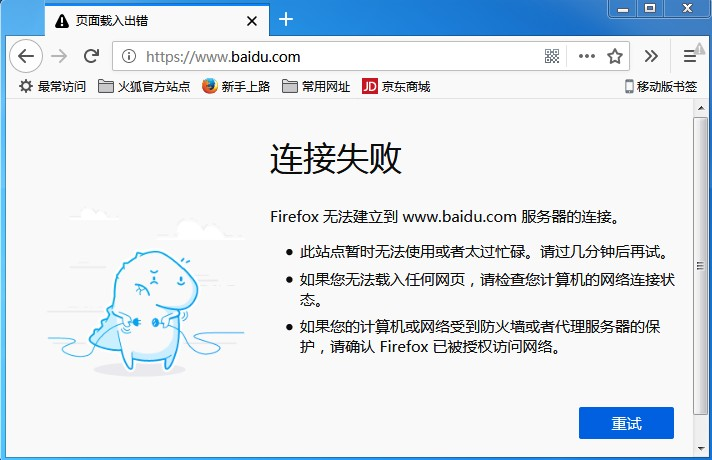 页面载入出错
https://www.baidu.com
最常访问 火狐官方站点 新手上路 常用网址 JD 京东商城 移动版书签
连接失败
Firefox 无法建立到 www.baidu.com 服务器的连接。
此站点暂时无法使用或者太过忙碌。请过几分钟后再试。
如果您无法载入任何网页，请检查您计算机的网络连接状
态。
如果您的计算机或网络受到防火墙或者代理服务器的保
护，请确认 Firefox 已被授权访问网络。
重试